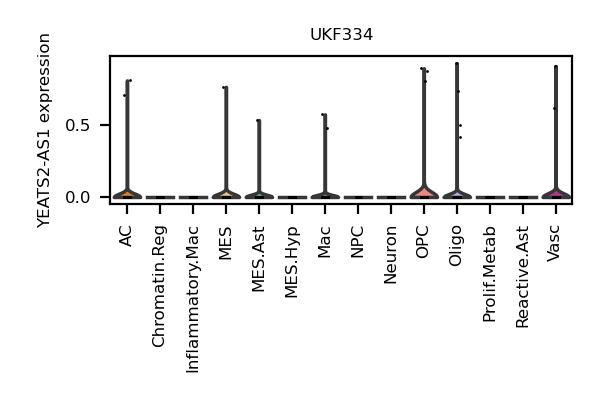 UKF334
YEATS2-AS1 expression
0.5
0.0
AC
Chromatin.Reg
Inflammatory.Mac
MES
MES.Ast
MES.Hyp
Mac
NPC
Neuron
OPC
Oligo
Prolif.Metab
Reactive.Ast
Vasc